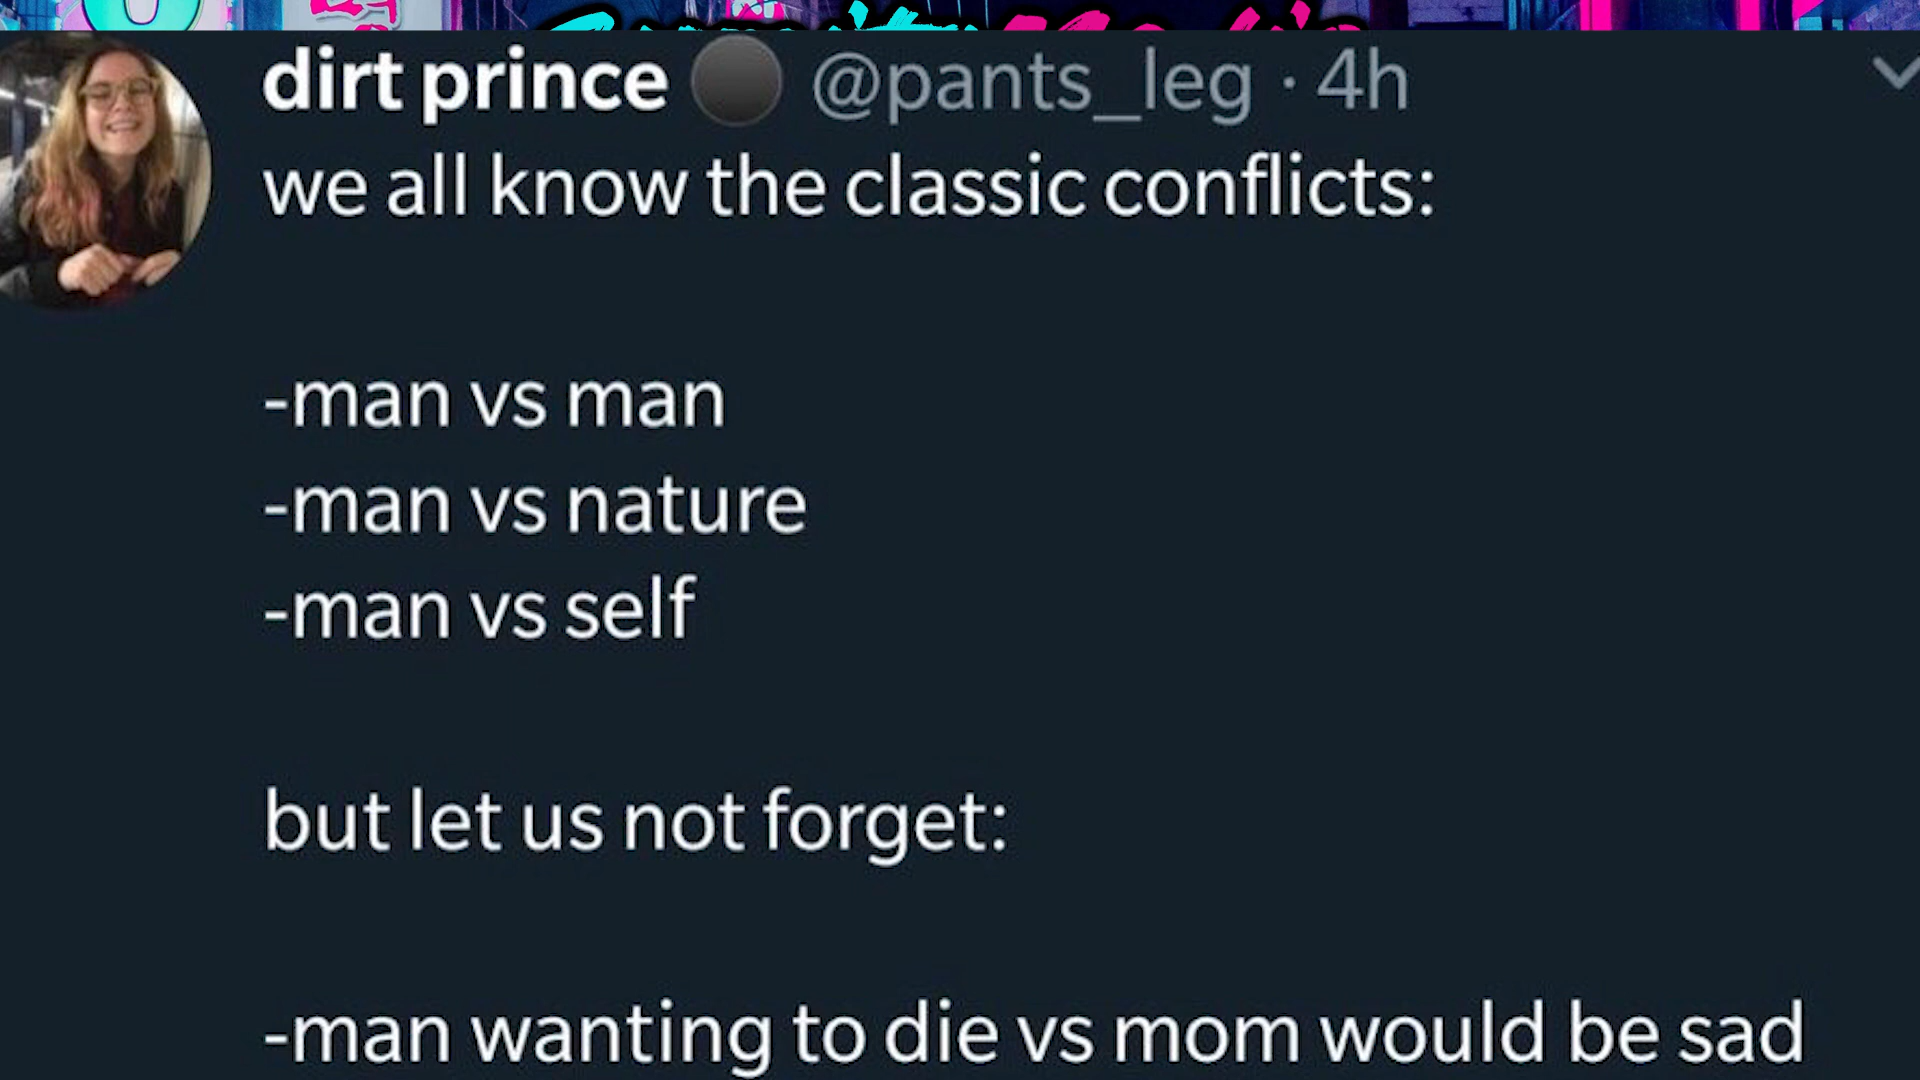 dirt prince @pants_leg · 4h
we all know the classic conflicts:
-man vs man
-man vs nature
-man vs self
but let us not forget:
-man wanting to die vs mom would be sad